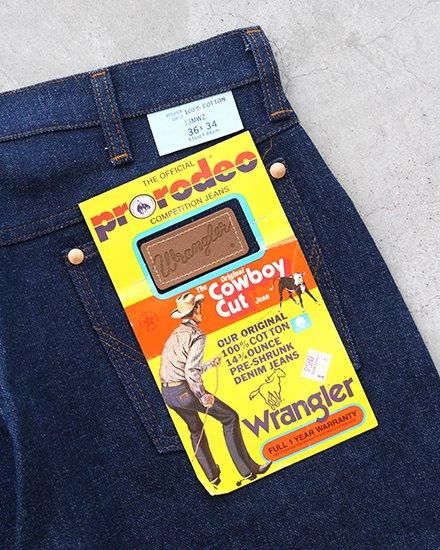 100% COTTON
13MWZ
36 X 34
THE OFFICIAL
prorodeo
COMPETITION JEANS
Wrangler
The Original
Cowboy
Cut JEAN
OUR ORIGINAL
100% COTTON
14¾ OUNCE
PRE-SHRUNK
DENIM JEANS
Wrangler
FULL 1 YEAR WARRANTY